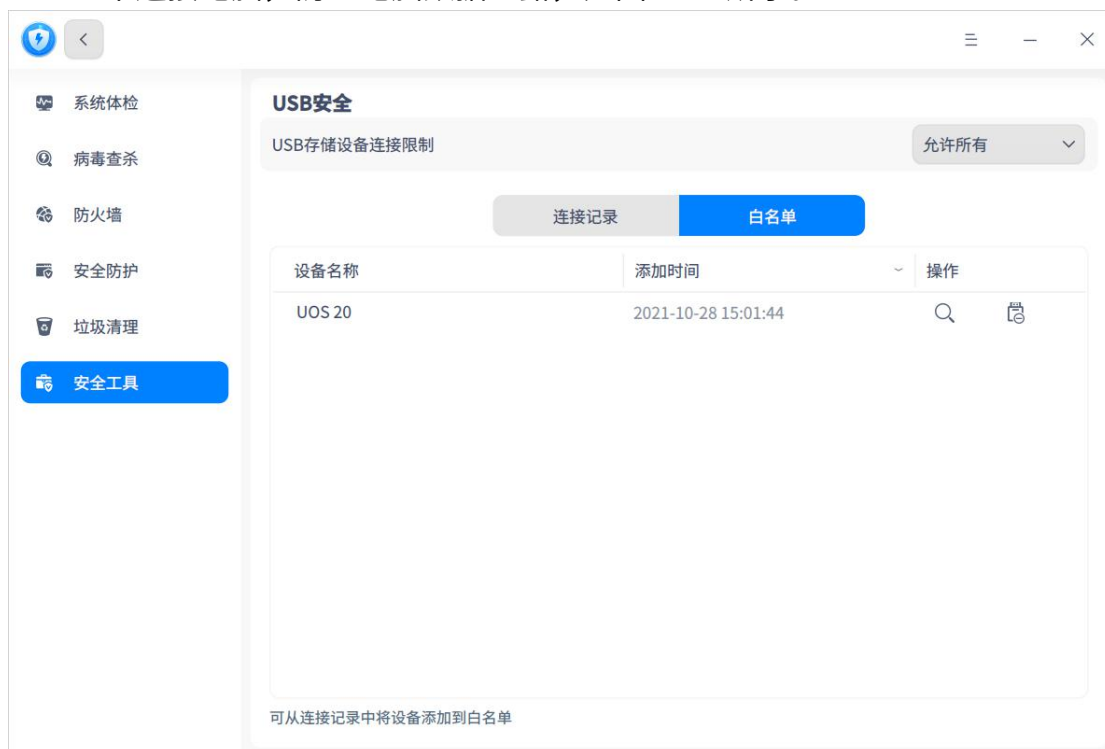 系统体检
病毒查杀
防火墙
安全防护
垃圾清理
安全工具
USB安全
USB存储设备连接限制
允许所有
连接记录
白名单
设备名称
添加时间
操作
UOS 20
2021-10-28 15:01:44
可从连接记录中将设备添加到白名单